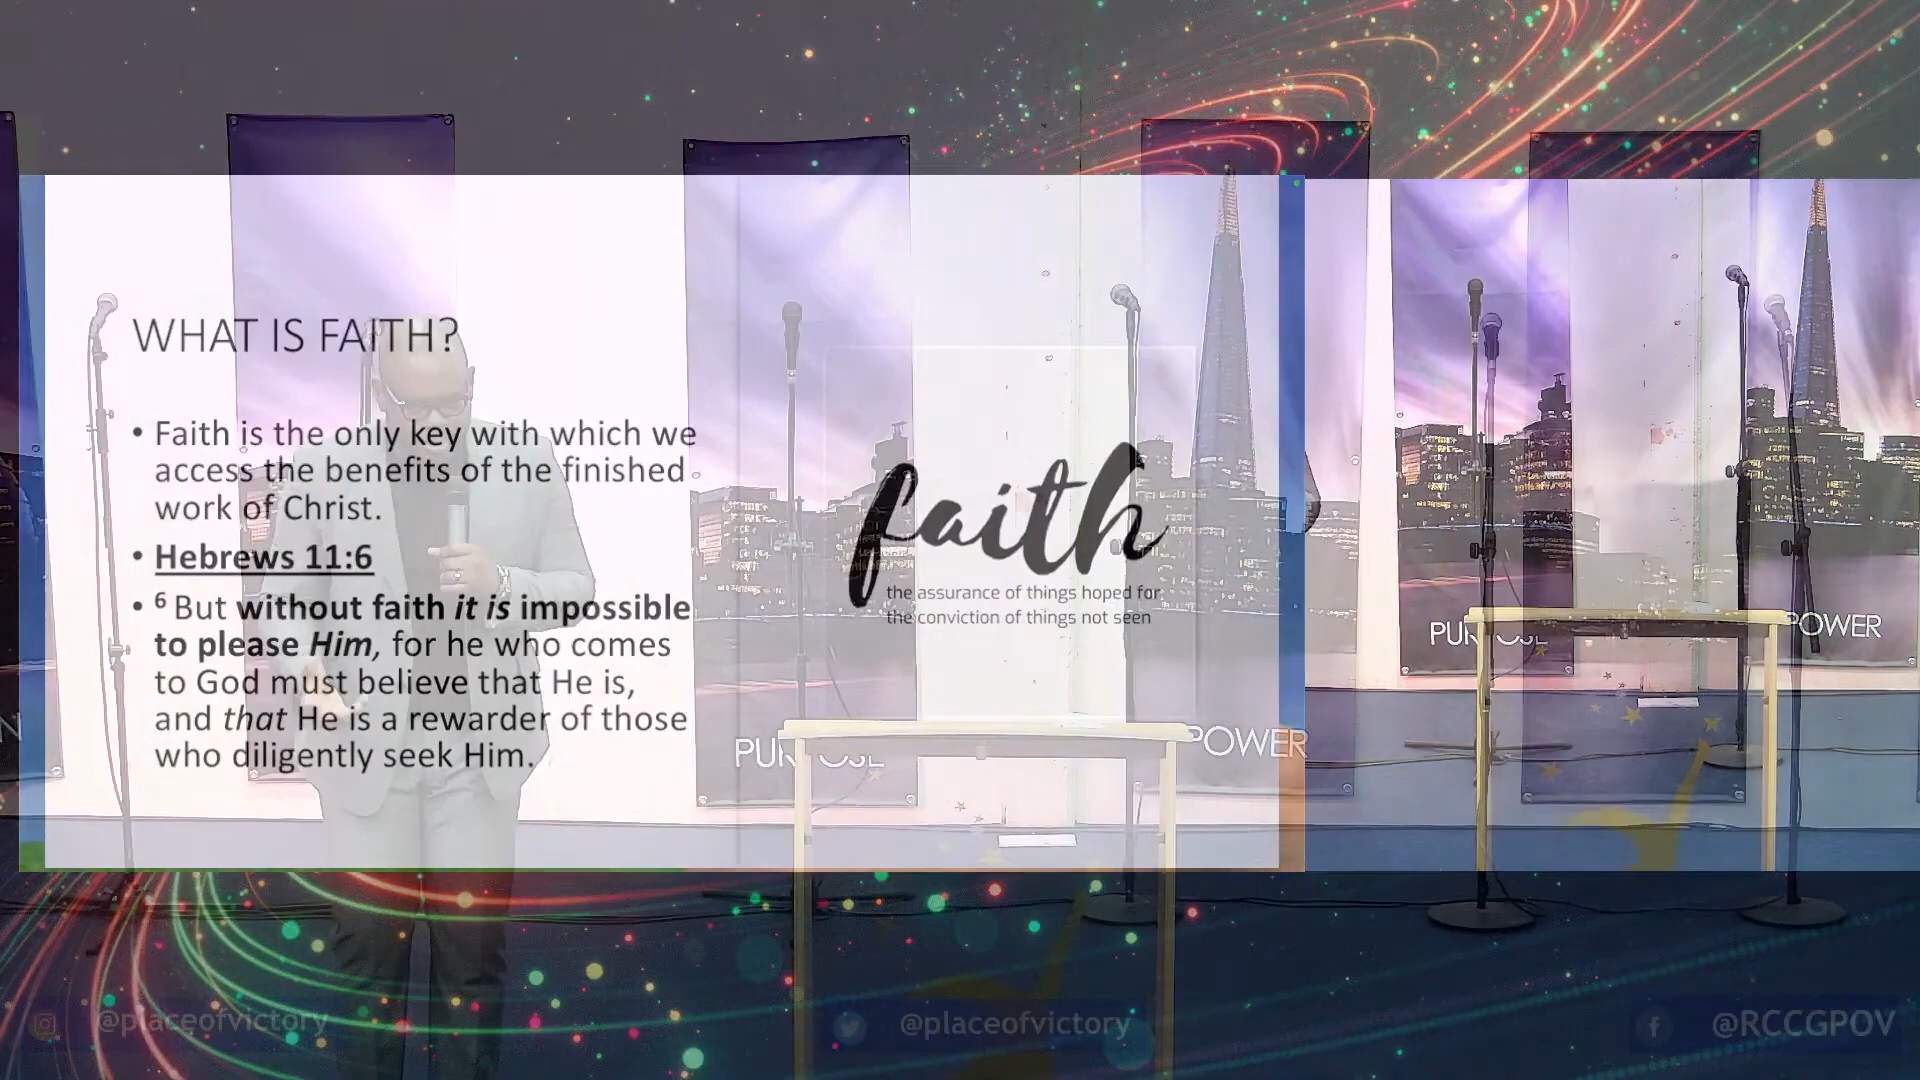 WHAT IS FAITH?
• Faith is the only key with which we
access the benefits of the finished
work of Christ.
• Hebrews 11:6
• 6 But without faith it is impossible
to please Him, for he who comes
to God must believe that He is,
and that He is a rewarder of those
who diligently seek Him.
faith
the assurance of things hoped for
the conviction of things not seen
PURPOSE
POWER
PURPOSE
POWER
@placeofvictory
@placeofvictory
@RCCGPOV